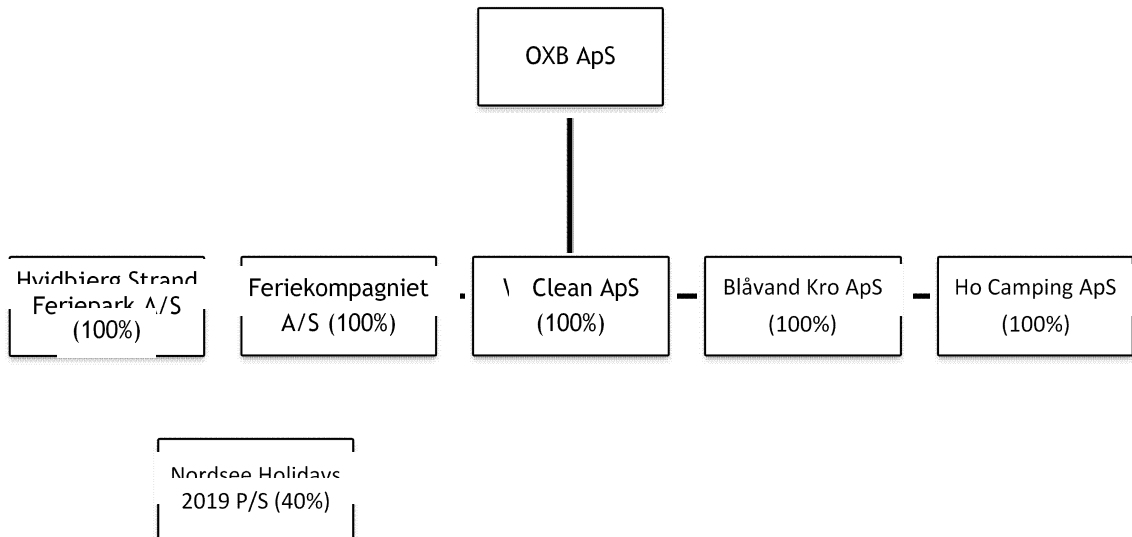 OXB ApS
Hvidbjerg Strand
Feriepark A/S
(100%)
Feriekompagniet
A/S (100%)
Clean ApS
(100%)
Blåvand Kro ApS
(100%)
Ho Camping ApS
(100%)
Nordsee Holidays
2019 P/S (40%)